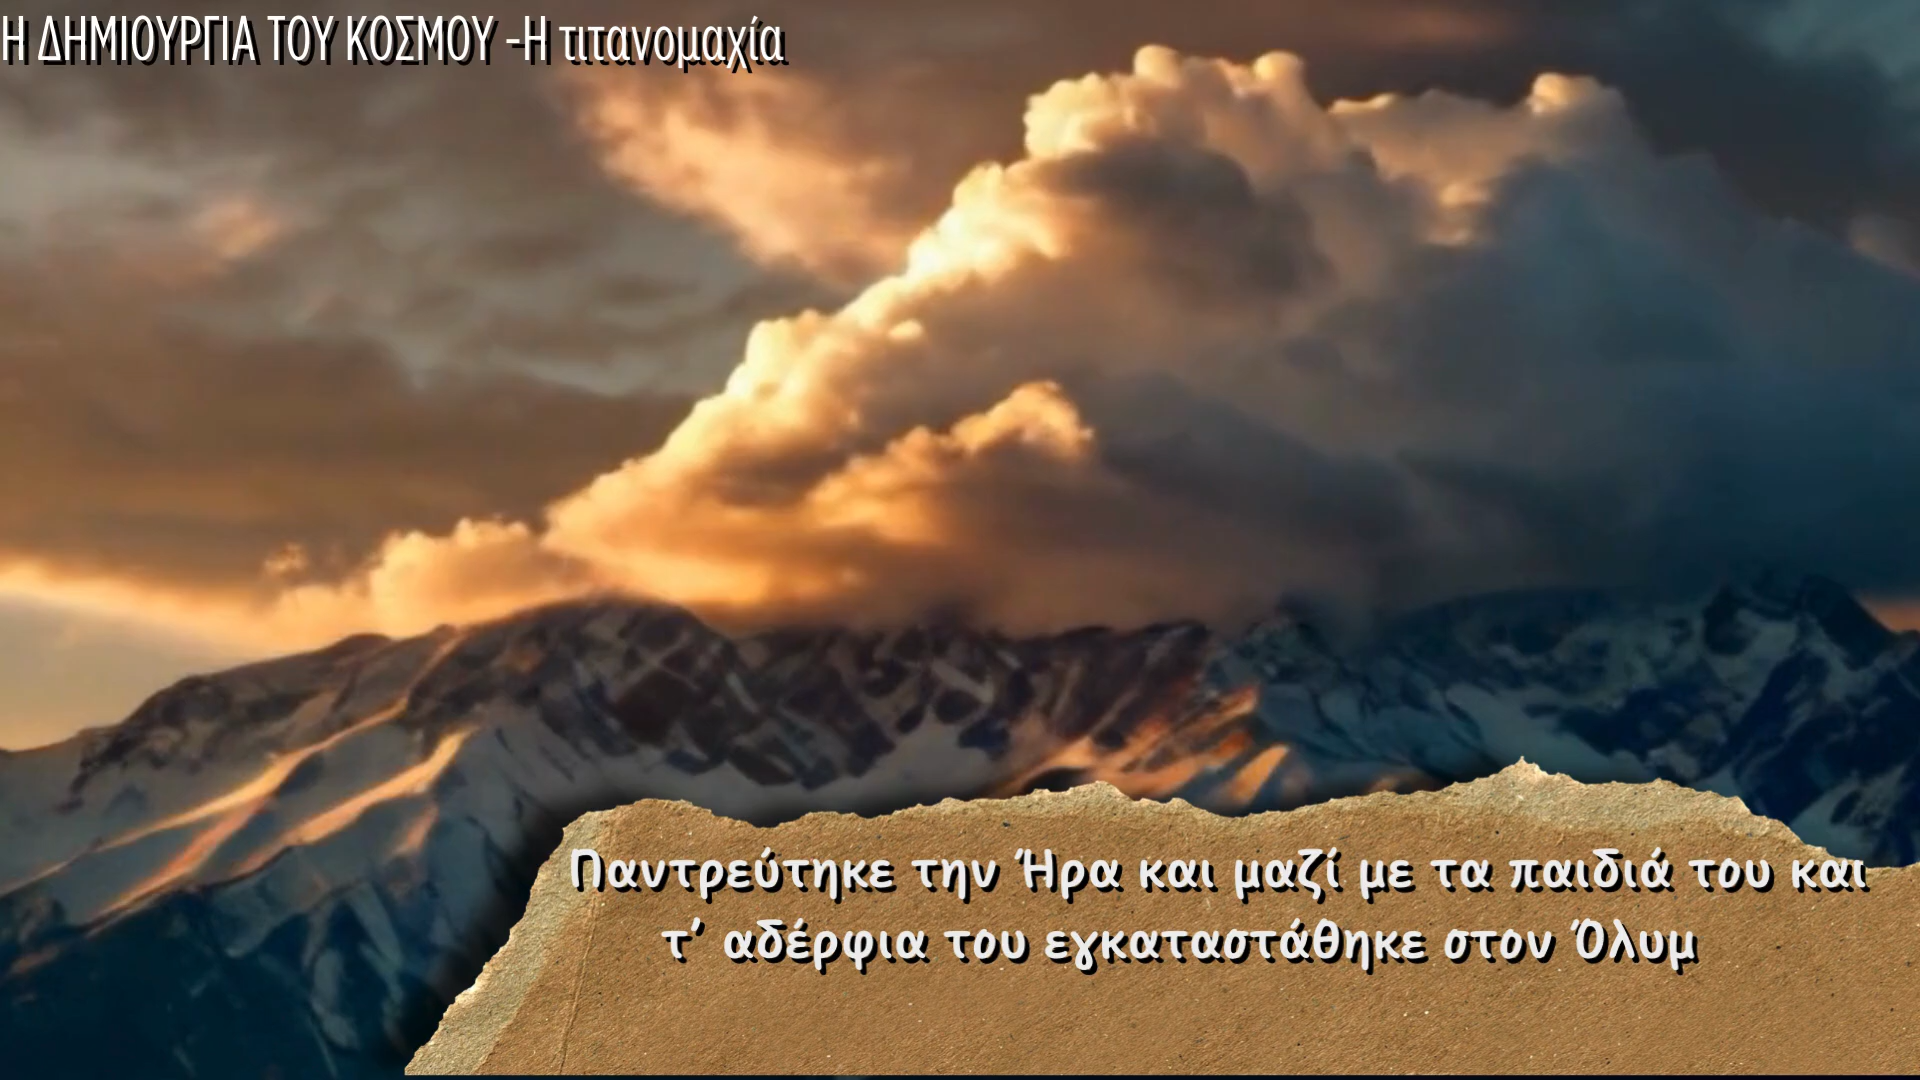 Η ΔΗΜΙΟΥΡΓΙΑ ΤΟΥ ΚΟΣΜΟΥ -Η τιτανομαχία
Παντρεύτηκε την Ήρα και μαζί με τα παιδιά του και
τ’ αδέρφια του εγκαταστάθηκε στον Όλυμ